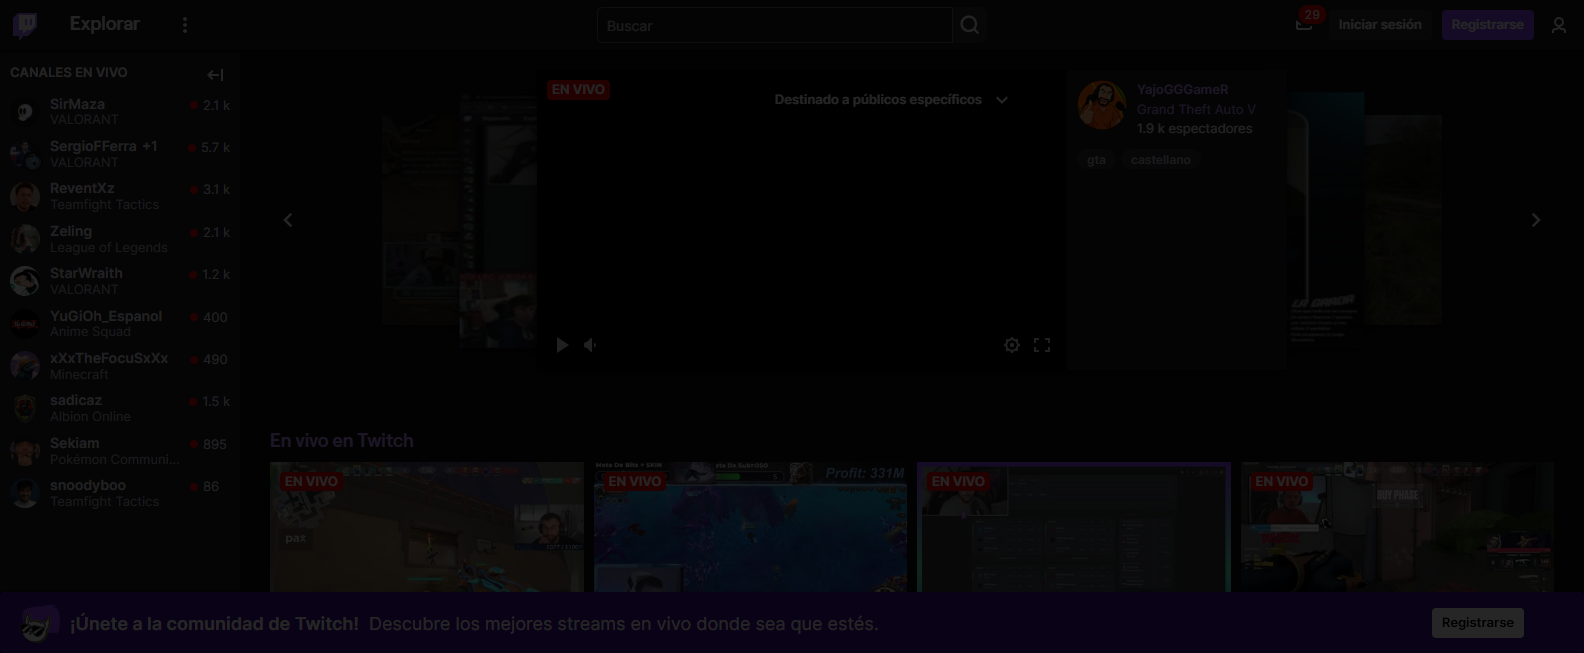 Explorar
Buscar
29
Iniciar sesión
Registrarse
CANALES EN VIVO
SirMaza
2.1 k
VALORANT
SergioFFerra +1
5.7 k
VALORANT
ReventXz
3.1 k
Teamfight Tactics
Zeling
2.1 k
League of Legends
StarWraith
1.2 k
VALORANT
YuGiOh_Espanol
400
Anime Squad
xXxTheFocuSxXx
490
Minecraft
sadicaz
1.5 k
Albion Online
Sekiam
895
Pokémon Communi...
snoodyboo
86
Teamfight Tactics
EN VIVO
Destinado a públicos específicos
YajoGGGameR
Grand Theft Auto V
1.9 k espectadores
gta
castellano
En vivo en Twitch
EN VIVO
pax
EN VIVO
Profit: 331M
EN VIVO
EN VIVO
BUY PHASE
¡Únete a la comunidad de Twitch! Descubre los mejores streams en vivo donde sea que estés.
Registrarse